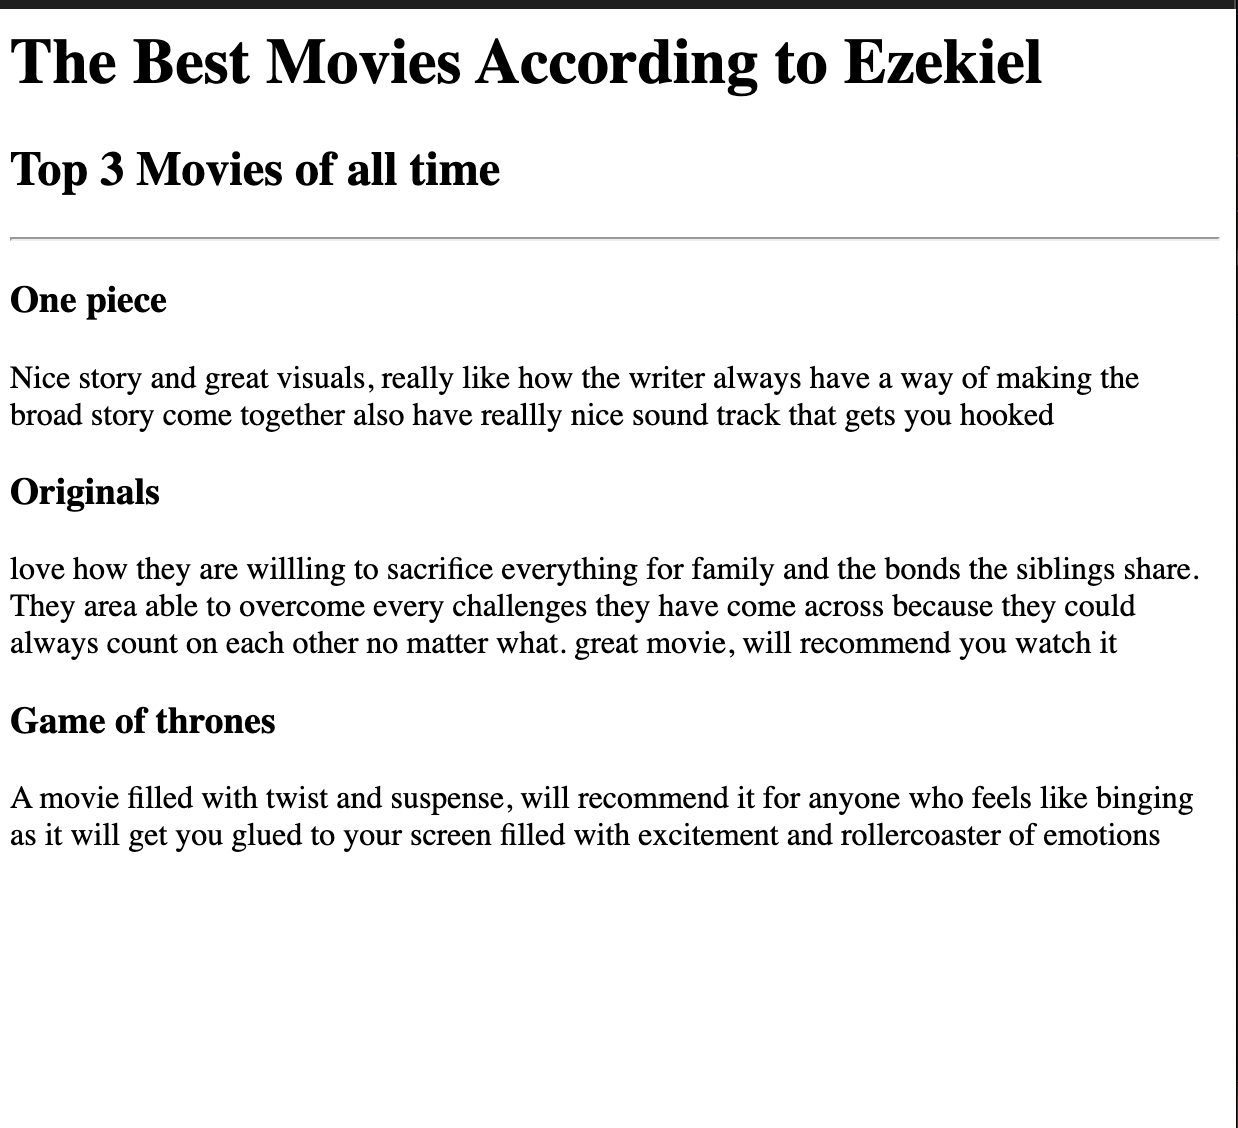 The Best Movies According to Ezekiel
Top 3 Movies of all time
One piece
Nice story and great visuals, really like how the writer always have a way of making the
broad story come together also have reallly nice sound track that gets you hooked
Originals
love how they are willling to sacrifice everything for family and the bonds the siblings share.
They area able to overcome every challenges they have come across because they could
always count on each other no matter what. great movie, will recommend you watch it
Game of thrones
A movie filled with twist and suspense, will recommend it for anyone who feels like binging
as it will get you glued to your screen filled with excitement and rollercoaster of emotions